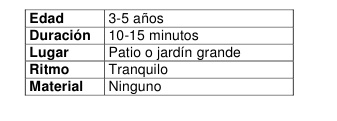 Edad 3-5 años
Duración 10-15 minutos
Lugar Patio o jardín grande
Ritmo Tranquilo
Material Ninguno